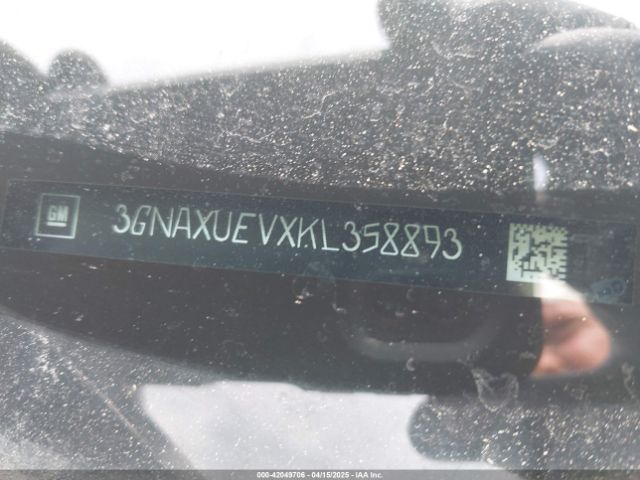 GM
3GNAXUEVXKL358893
000-42049706 - 04/15/2025 - IAA Inc.